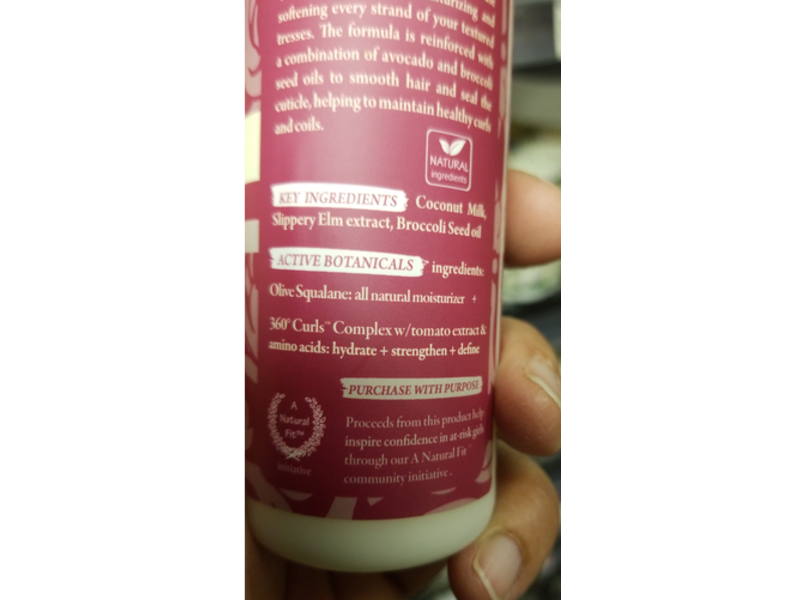 softening every strand of your textured
tresses. The formula is reinforced with
a combination of avocado and broccoli
seed oils to smooth hair and seal the
cuticle, helping to maintain healthy curls
and coils.
NATURAL
ingredients
KEY INGREDIENTS Coconut Milk,
Slippery Elm extract, Broccoli Seed oil
ACTIVE BOTANICALS™ ingredients:
Olive Squalane: all natural moisturizer +
360° Curls™ Complex w/tomato extract &
amino acids: hydrate + strengthen + define
PURCHASE WITH PURPOSE
A
Natural
Fit™
initiative
Proceeds from this product help
inspire confidence in at-risk girls
through our A Natural Fit™
community initiative.